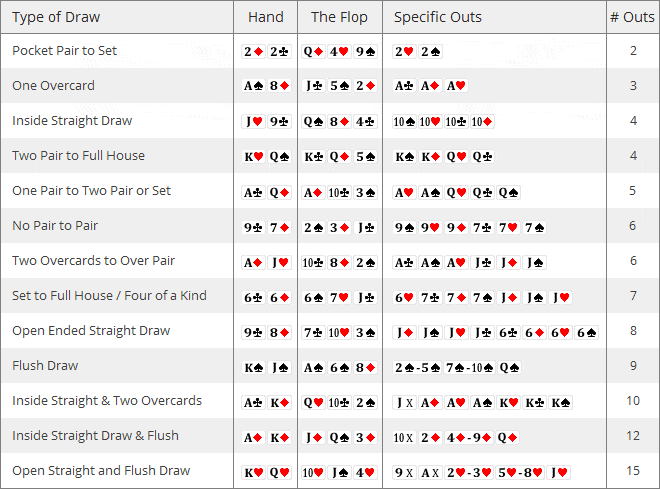 Type of Draw Hand The Flop Specific Outs # Outs
Pocket Pair to Set 2♦ 2♣ Q♦ 4♥ 9♠ 2♥ 2♠ 2
One Overcard A♠ 8♦ J♣ 5♠ 2♦ A♣ A♦ A♥ 3
Inside Straight Draw J♥ 9♣ Q♠ 8♦ 4♣ 10♠ 10♥ 10♣ 10♦ 4
Two Pair to Full House K♥ Q♠ K♣ Q♦ 5♠ K♠ K♦ Q♥ Q♣ 4
One Pair to Two Pair or Set A♣ Q♦ A♦ 10♣ 3♠ A♥ A♠ Q♥ Q♣ Q♠ 5
No Pair to Pair 9♣ 7♦ 2♠ 3♦ J♣ 9♠ 9♥ 9♦ 7♣ 7♥ 7♠ 6
Two Overcards to Over Pair A♦ J♥ 10♣ 8♦ 2♠ A♣ A♠ A♥ J♣ J♦ J♠ 6
Set to Full House / Four of a Kind 6♣ 6♦ 6♠ 7♥ J♣ 6♥ 7♣ 7♦ 7♠ J♦ J♠ J♥ 7
Open Ended Straight Draw 9♣ 8♦ 7♣ 10♥ 3♠ J♦ J♠ J♥ J♣ 6♣ 6♦ 6♥ 6♠ 8
Flush Draw K♠ J♠ A♠ 6♠ 8♦ 2♠-5♠ 7♠-10♠ Q♠ 9
Inside Straight & Two Overcards A♣ K♦ Q♥ 10♣ 2♠ J X A♦ A♥ A♠ K♥ K♣ K♠ 10
Inside Straight Draw & Flush A♦ K♦ J♦ Q♠ 3♦ 10 X 2♦ 4♦-9♦ Q♦ 12
Open Straight and Flush Draw K♥ Q♥ 10♥ J♠ 4♥ 9 X A X 2♥-3♥ 5♥-8♥ J♥ 15